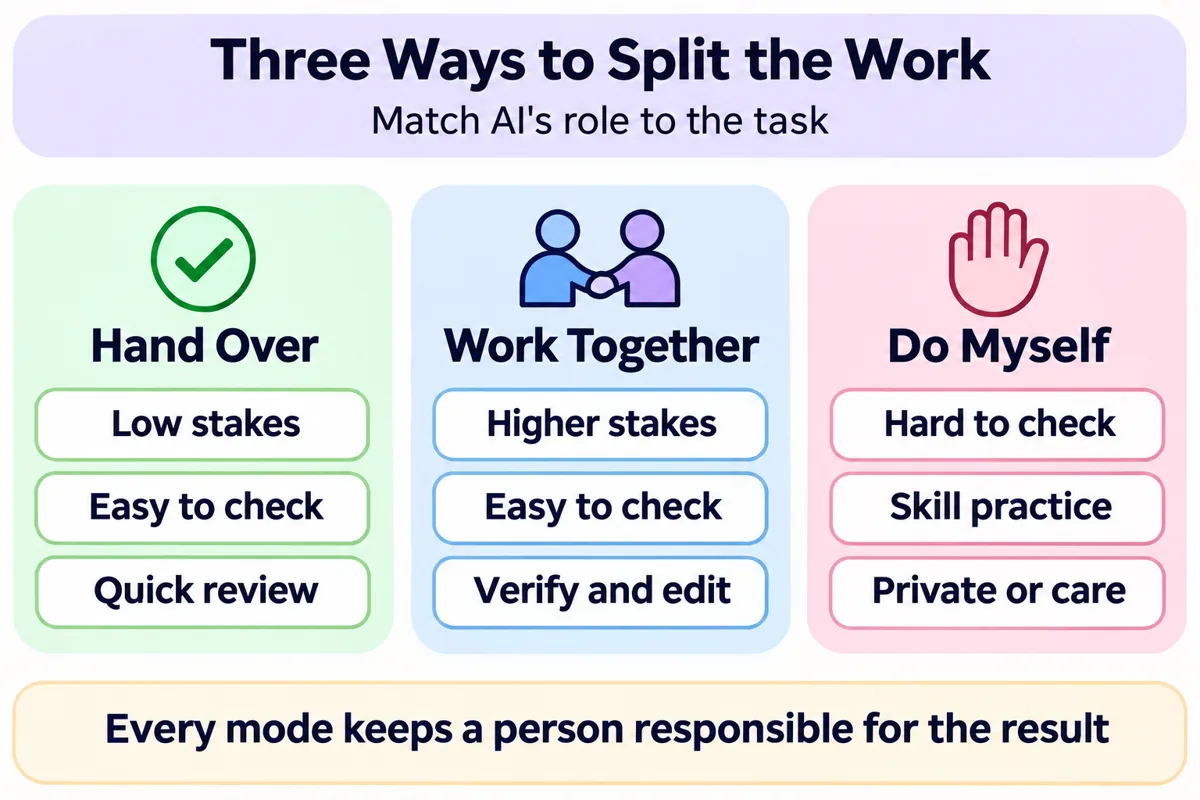 Three Ways to Split the Work
Match AI's role to the task
Hand Over
Low stakes
Easy to check
Quick review
Work Together
Higher stakes
Easy to check
Verify and edit
Do Myself
Hard to check
Skill practice
Private or care
Every mode keeps a person responsible for the result